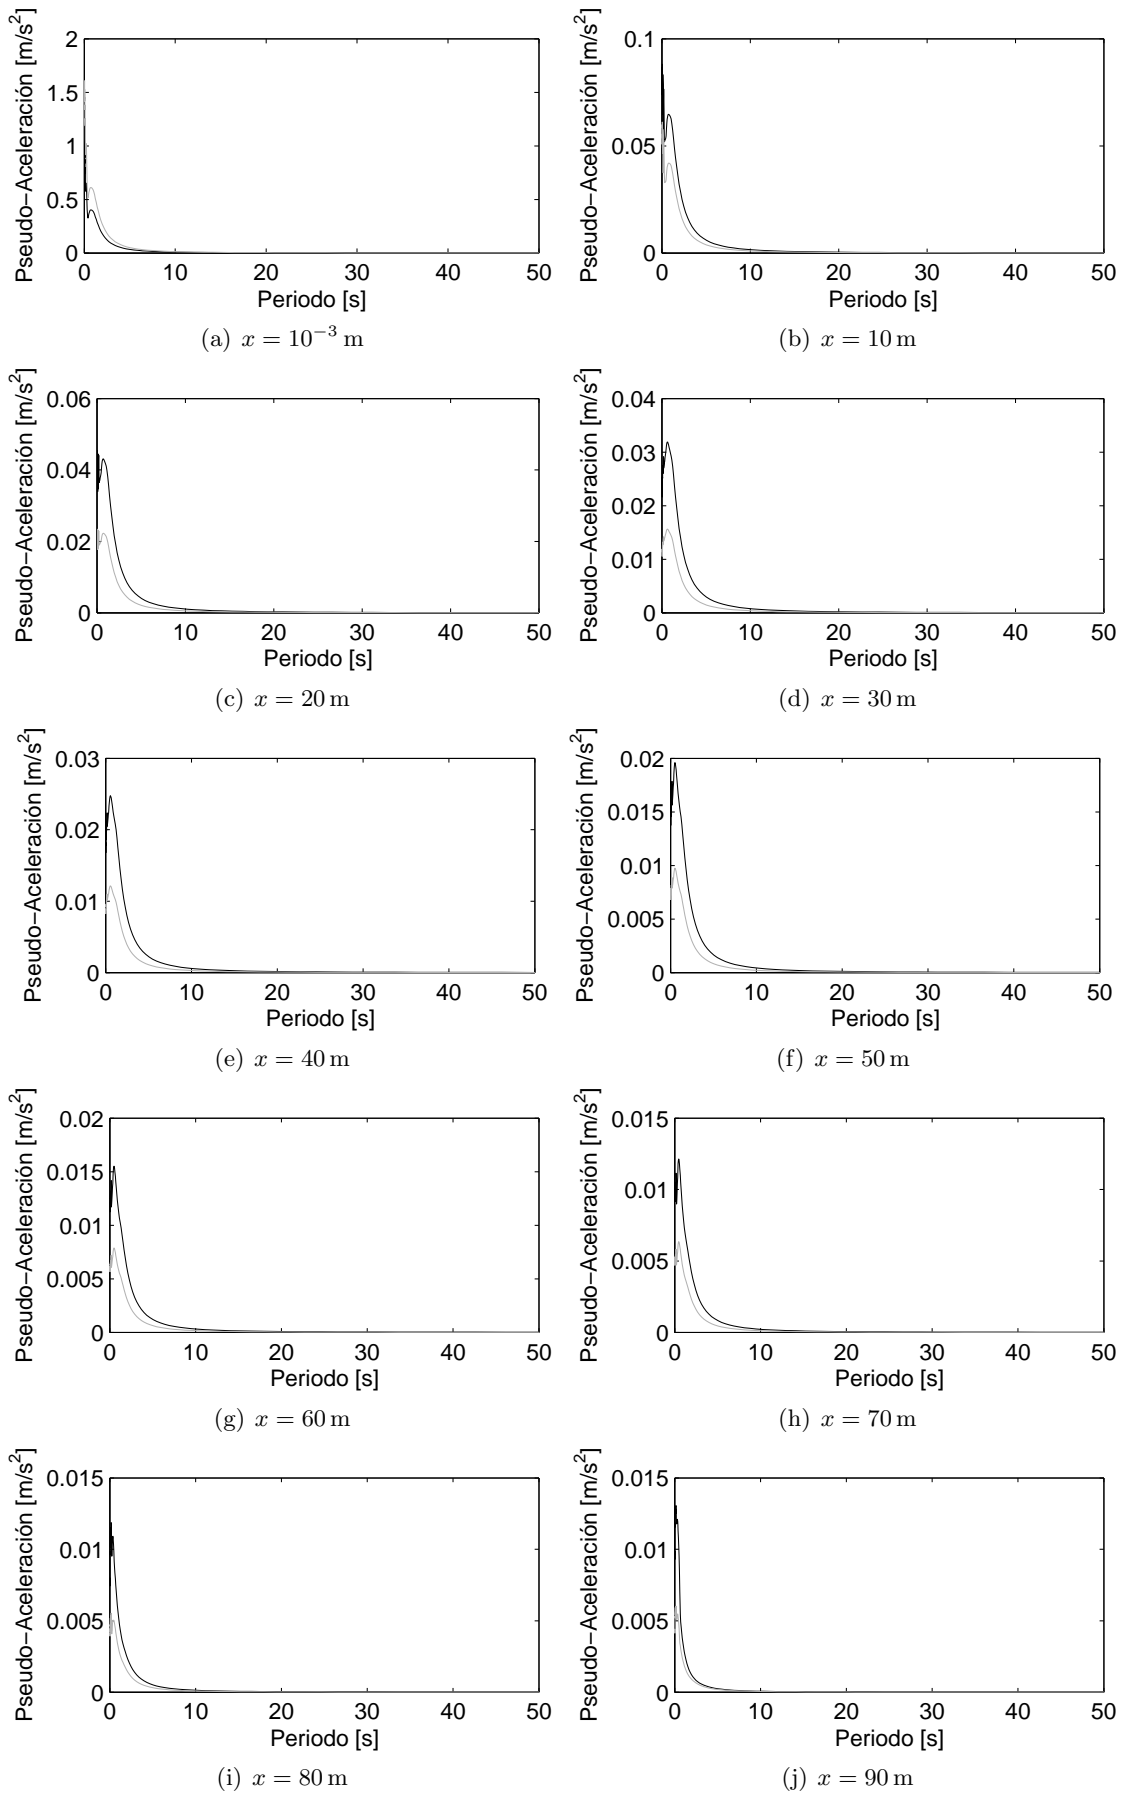 Pseudo−Aceleración [m/s²]
2
1.5
1
0.5
0
0 10 20 30 40 50
Periodo [s]
(a) x = 10⁻³ m
Pseudo−Aceleración [m/s²]
0.1
0.05
0
0 10 20 30 40 50
Periodo [s]
(b) x = 10 m
Pseudo−Aceleración [m/s²]
0.06
0.04
0.02
0
0 10 20 30 40 50
Periodo [s]
(c) x = 20 m
Pseudo−Aceleración [m/s²]
0.04
0.03
0.02
0.01
0
0 10 20 30 40 50
Periodo [s]
(d) x = 30 m
Pseudo−Aceleración [m/s²]
0.03
0.02
0.01
0
0 10 20 30 40 50
Periodo [s]
(e) x = 40 m
Pseudo−Aceleración [m/s²]
0.02
0.015
0.01
0.005
0
0 10 20 30 40 50
Periodo [s]
(f) x = 50 m
Pseudo−Aceleración [m/s²]
0.02
0.015
0.01
0.005
0
0 10 20 30 40 50
Periodo [s]
(g) x = 60 m
Pseudo−Aceleración [m/s²]
0.015
0.01
0.005
0
0 10 20 30 40 50
Periodo [s]
(h) x = 70 m
Pseudo−Aceleración [m/s²]
0.015
0.01
0.005
0
0 10 20 30 40 50
Periodo [s]
(i) x = 80 m
Pseudo−Aceleración [m/s²]
0.015
0.01
0.005
0
0 10 20 30 40 50
Periodo [s]
(j) x = 90 m